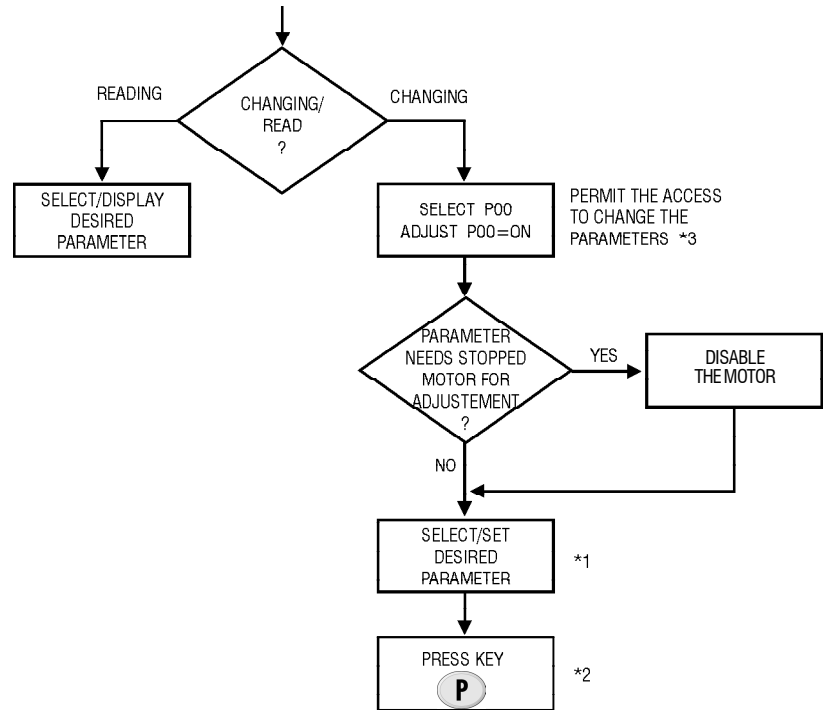 READING
CHANGING/
READ
?
CHANGING
SELECT/DISPLAY
DESIRED
PARAMETER
SELECT P00
ADJUST P00=ON
PERMIT THE ACCESS
TO CHANGE THE
PARAMETERS *3
PARAMETER
NEEDS STOPPED
MOTOR FOR
ADJUSTEMENT
?
YES
DISABLE
THE MOTOR
NO
SELECT/SET
DESIRED
PARAMETER
*1
PRESS KEY
P
*2